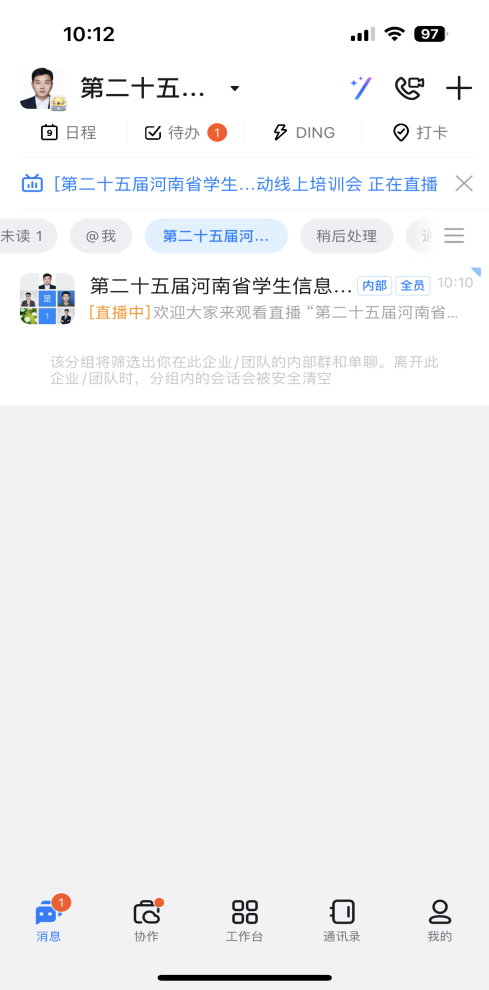 10:12
97
第二十五...
9 日程
待办 1
DING
打卡
[第二十五届河南省学生...动线上培训会 正在直播
未读 1
@我
第二十五届河...
稍后处理
第二十五届河南省学生信息... 内部 全员 10:10
[直播中]欢迎大家来观看直播“第二十五届河南省...
该分组将筛选出你在此企业/团队的内部群和单聊。离开此
企业/团队时，分组内的会话会被安全清空
1
消息
协作
工作台
通讯录
我的